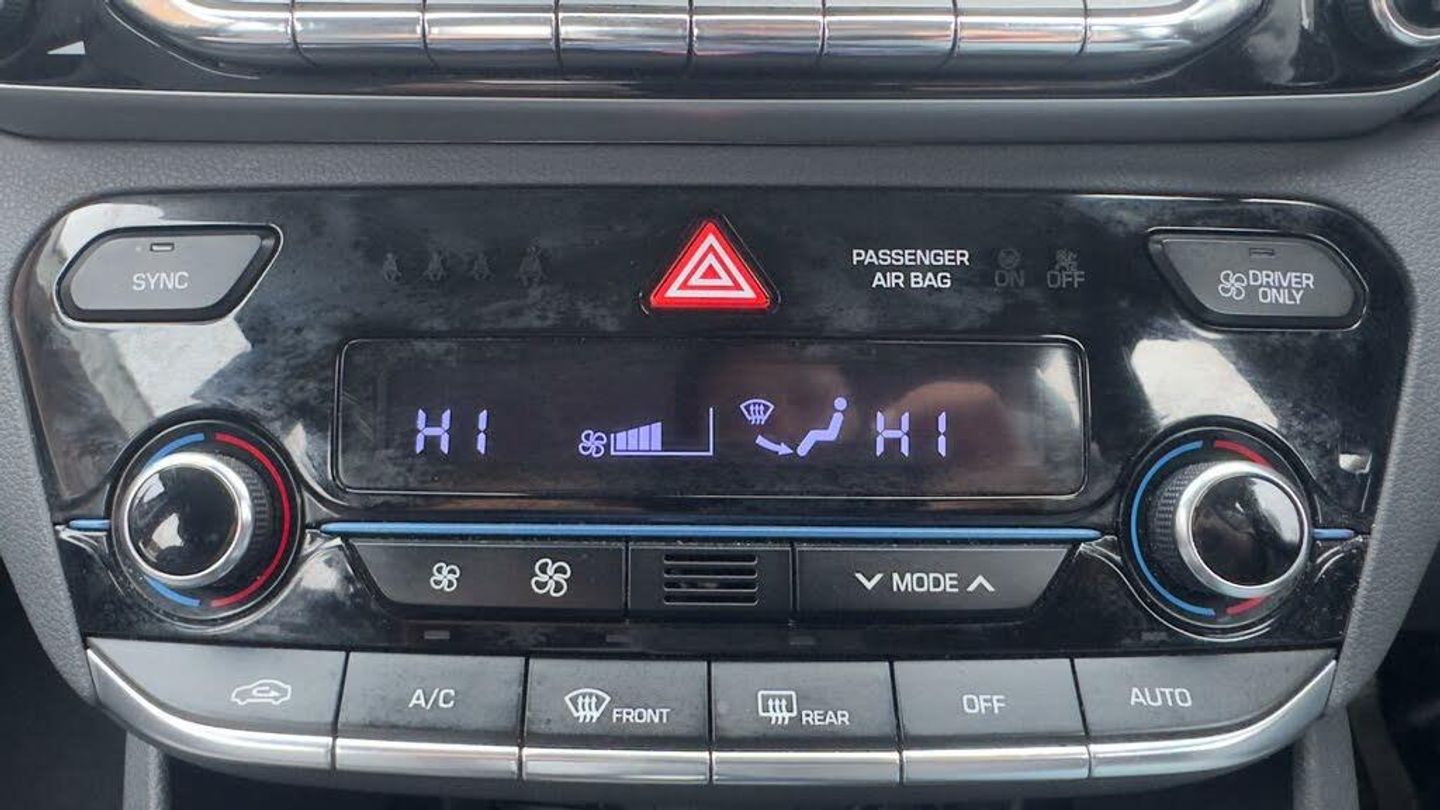 SYNC
PASSENGER
AIR BAG
ON
OFF
DRIVER
ONLY
HI
HI
MODE
A/C
FRONT
REAR
OFF
AUTO